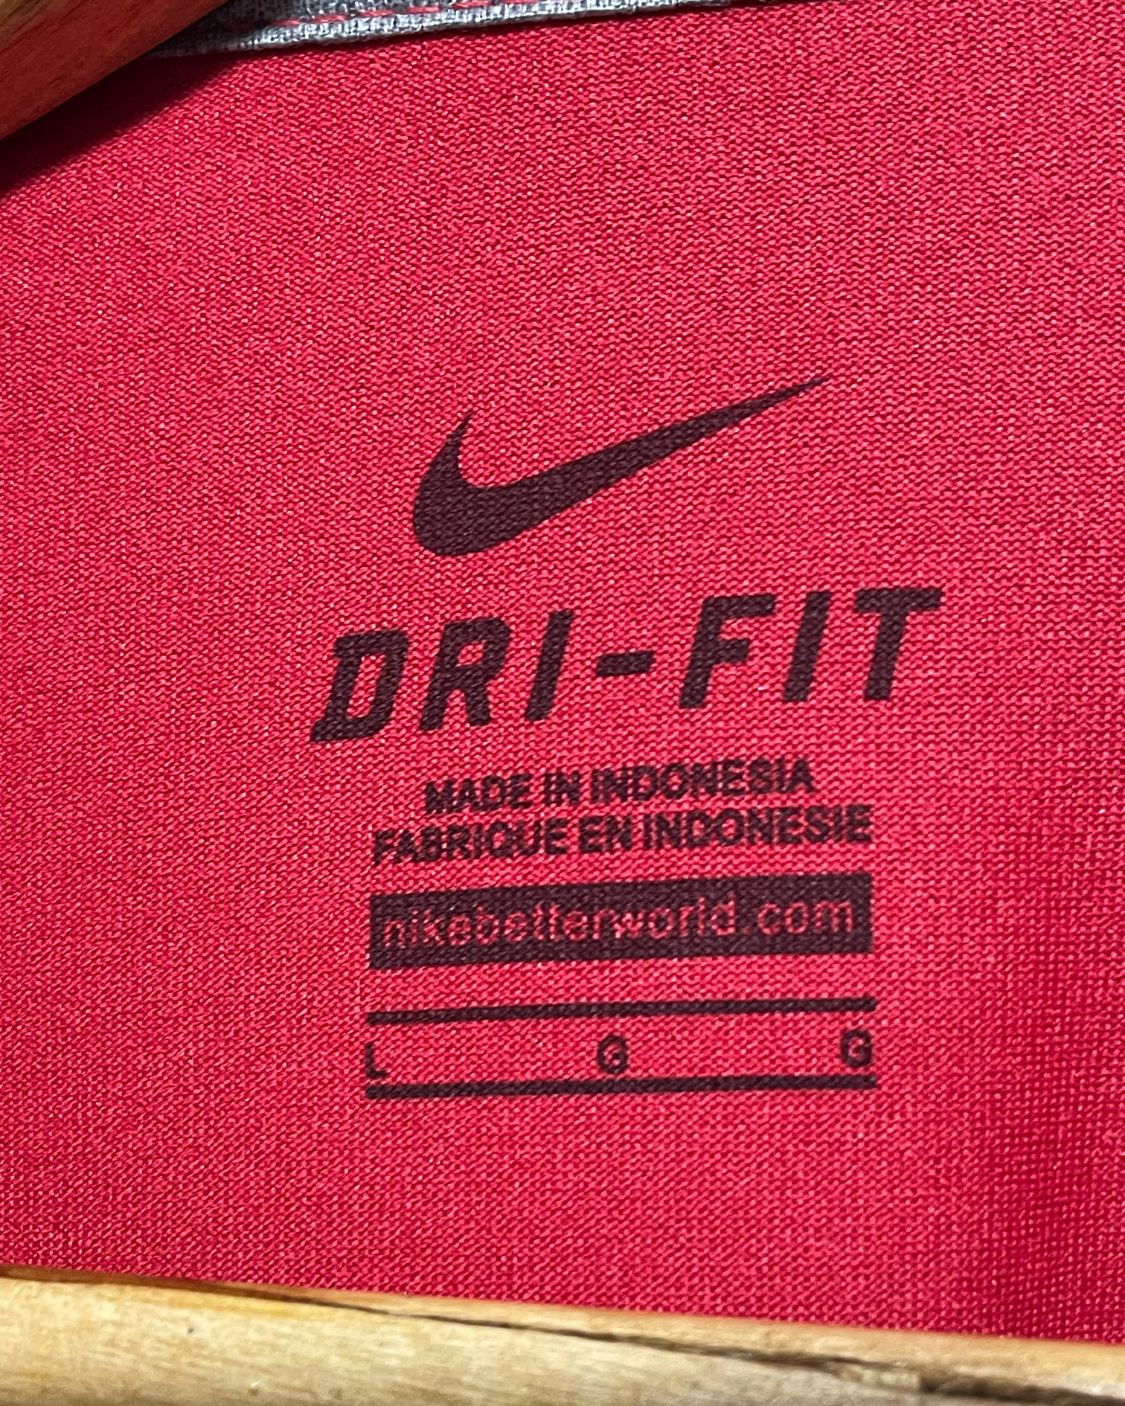 DRI-FIT
MADE IN INDONESIA
FABRIQUE EN INDONESIE
nikebetterworld.com
L G G